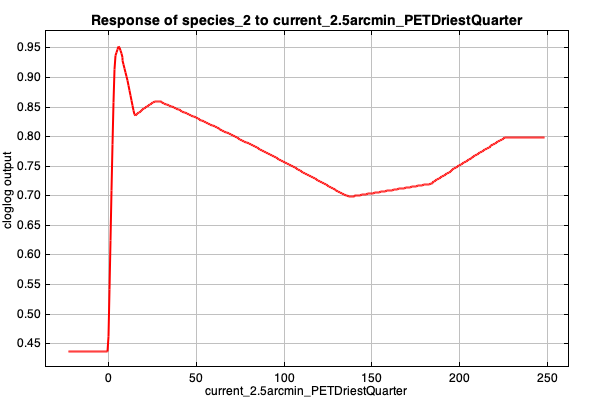 Response of species_2 to current_2.5arcmin_PETDriestQuarter
cloglog output
0.95
0.90
0.85
0.80
0.75
0.70
0.65
0.60
0.55
0.50
0.45
0 50 100 150 200 250
current_2.5arcmin_PETDriestQuarter